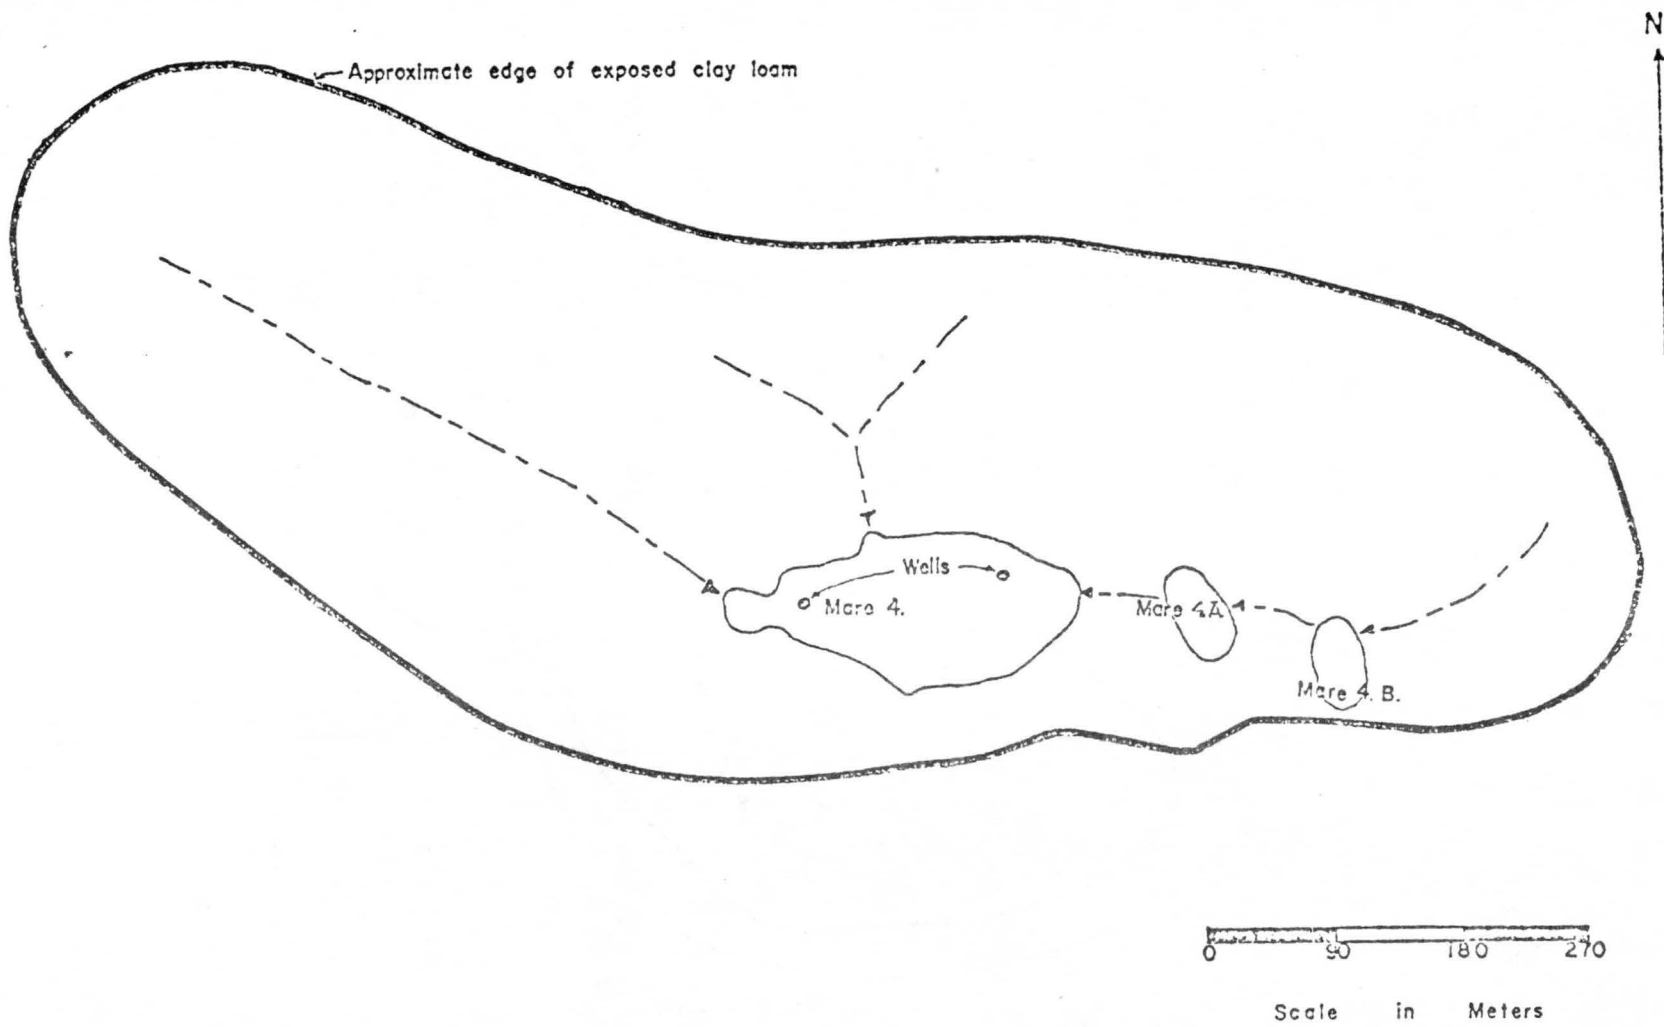 N
Approximate edge of exposed clay loam
Wells
Mare 4.
Mare 4A
Mare 4. B.
0 90 180 270
Scale in Meters